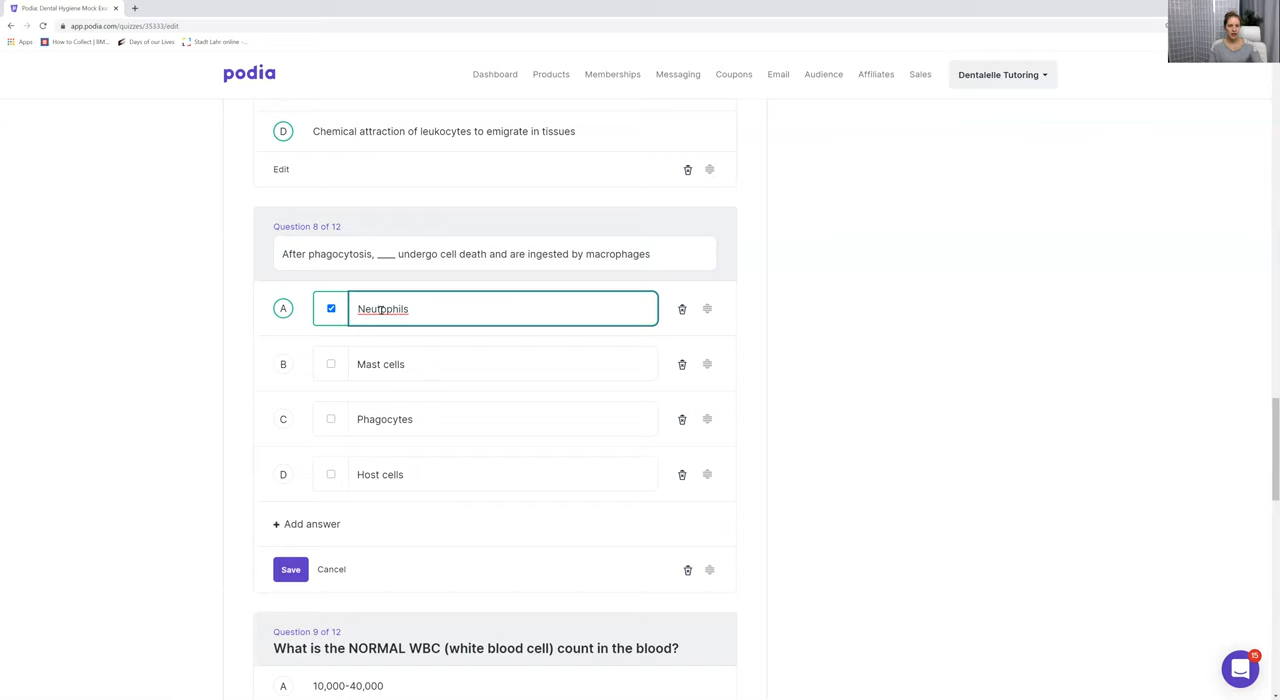 Podia: Dental Hygiene Mock Exa
app.podia.com/quizzes/35333/edit
Apps How to Collect | BM... Days of our Lives Stadt Lahr online -...
podia Dashboard Products Memberships Messaging Coupons Email Audience Affiliates Sales Dentalelle Tutoring
D Chemical attraction of leukocytes to emigrate in tissues
Edit
Question 8 of 12
After phagocytosis, ____ undergo cell death and are ingested by macrophages
A Neutophils
B Mast cells
C Phagocytes
D Host cells
+ Add answer
Save Cancel
Question 9 of 12
What is the NORMAL WBC (white blood cell) count in the blood?
A 10,000-40,000
15